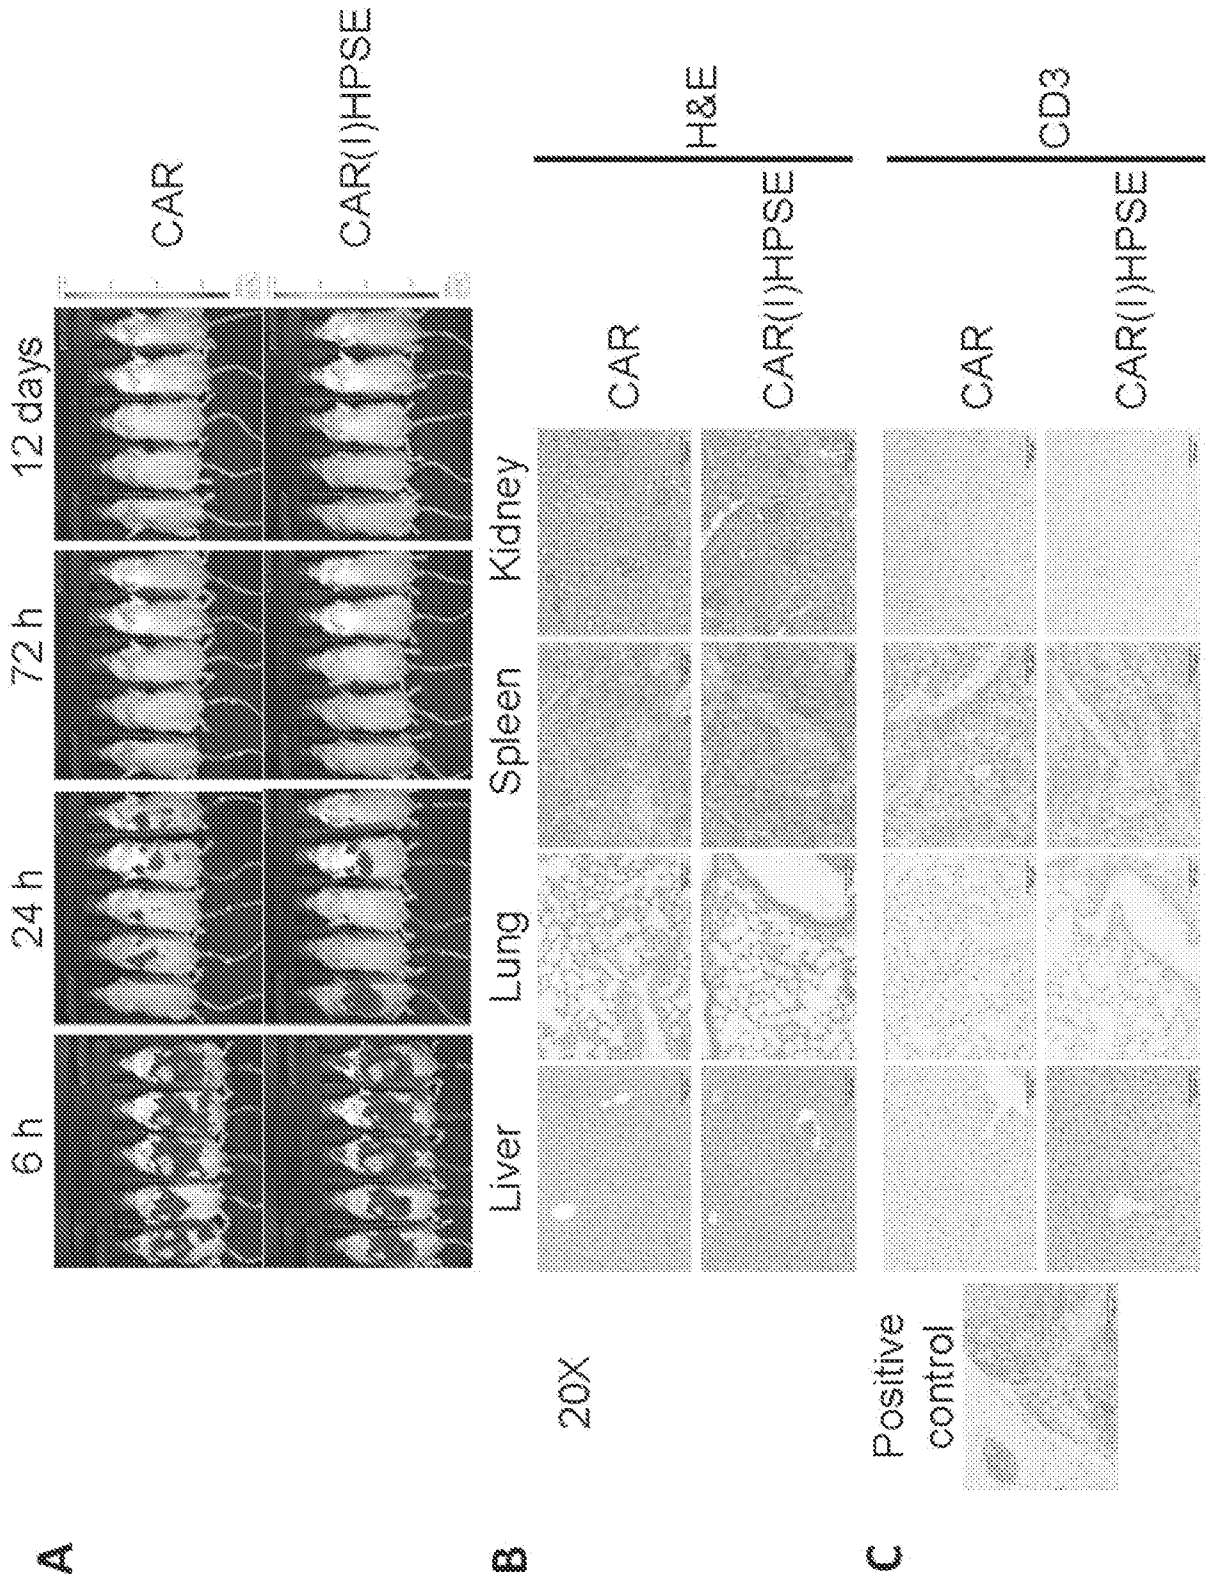 A
6 h
24 h
72 h
12 days
CAR
CAR(I)HPSE
B
20X
Liver
Lung
Spleen
Kidney
CAR
CAR(I)HPSE
H&E
C
Positive
control
CAR
CAR(I)HPSE
CD3